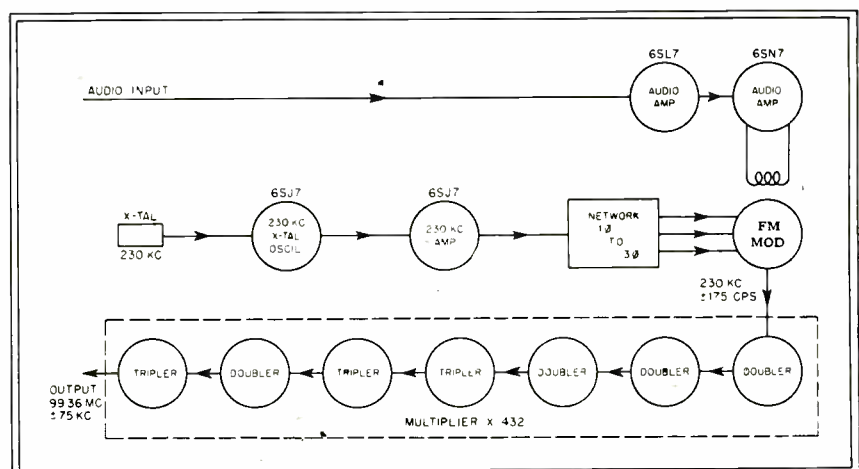 6SL7
6SN7
AUDIO INPUT
AUDIO
AMP
AUDIO
AMP
X-TAL
230 KC
6SJ7
230 KC
X-TAL
OSCIL
6SJ7
230 KC
AMP
NETWORK
1Ø
TO
3Ø
FM
MOD
230 KC
±175 CPS
TRIPLER
DOUBLER
TRIPLER
TRIPLER
DOUBLER
DOUBLER
DOUBLER
OUTPUT
99.36 MC
±75 KC
MULTIPLIER X 432